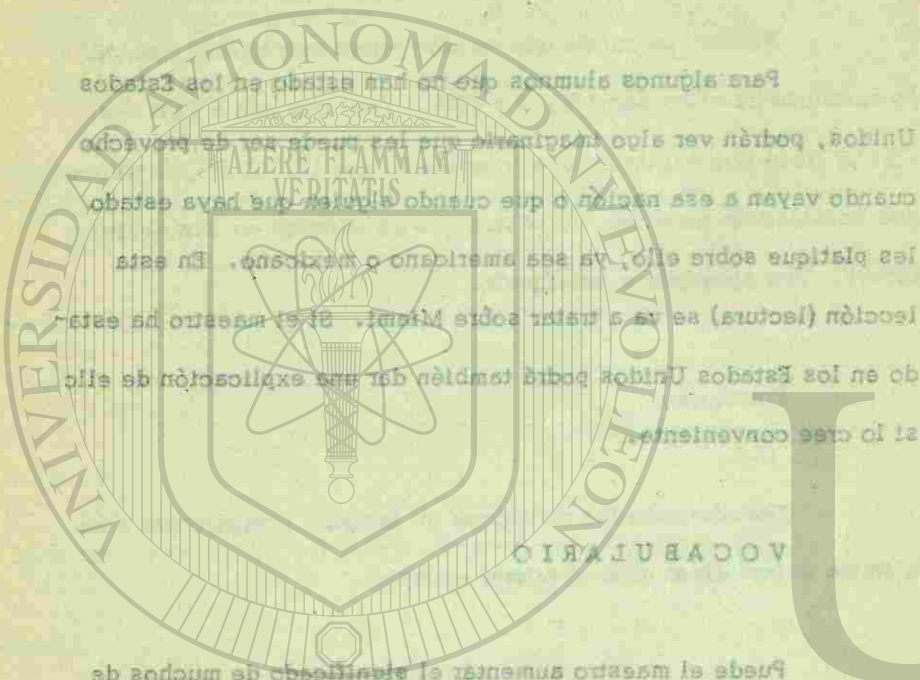 Para algunos alumnos que no han estado en los Estados
Unidos, podrán ver algo imaginario que les puede ser de provecho
cuando vayan a esa nación o que cuando alguien que haya estado
les platique sobre ello, ya sea americano o mexicano. En esta
lección (lectura) se va a tratar sobre Miami. Si el maestro ha esta-
do en los Estados Unidos podrá también dar una explicación de ello
si lo cree conveniente.
VOCABULARIO
Puede el maestro aumentar el significado de muchos de
UNIVERSIDAD AUTONOMA DE NUEVO LEON
ALERE FLAMMAM
VERITATIS
U